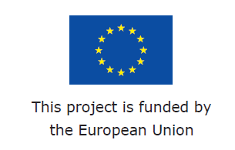 This project is funded by
the European Union